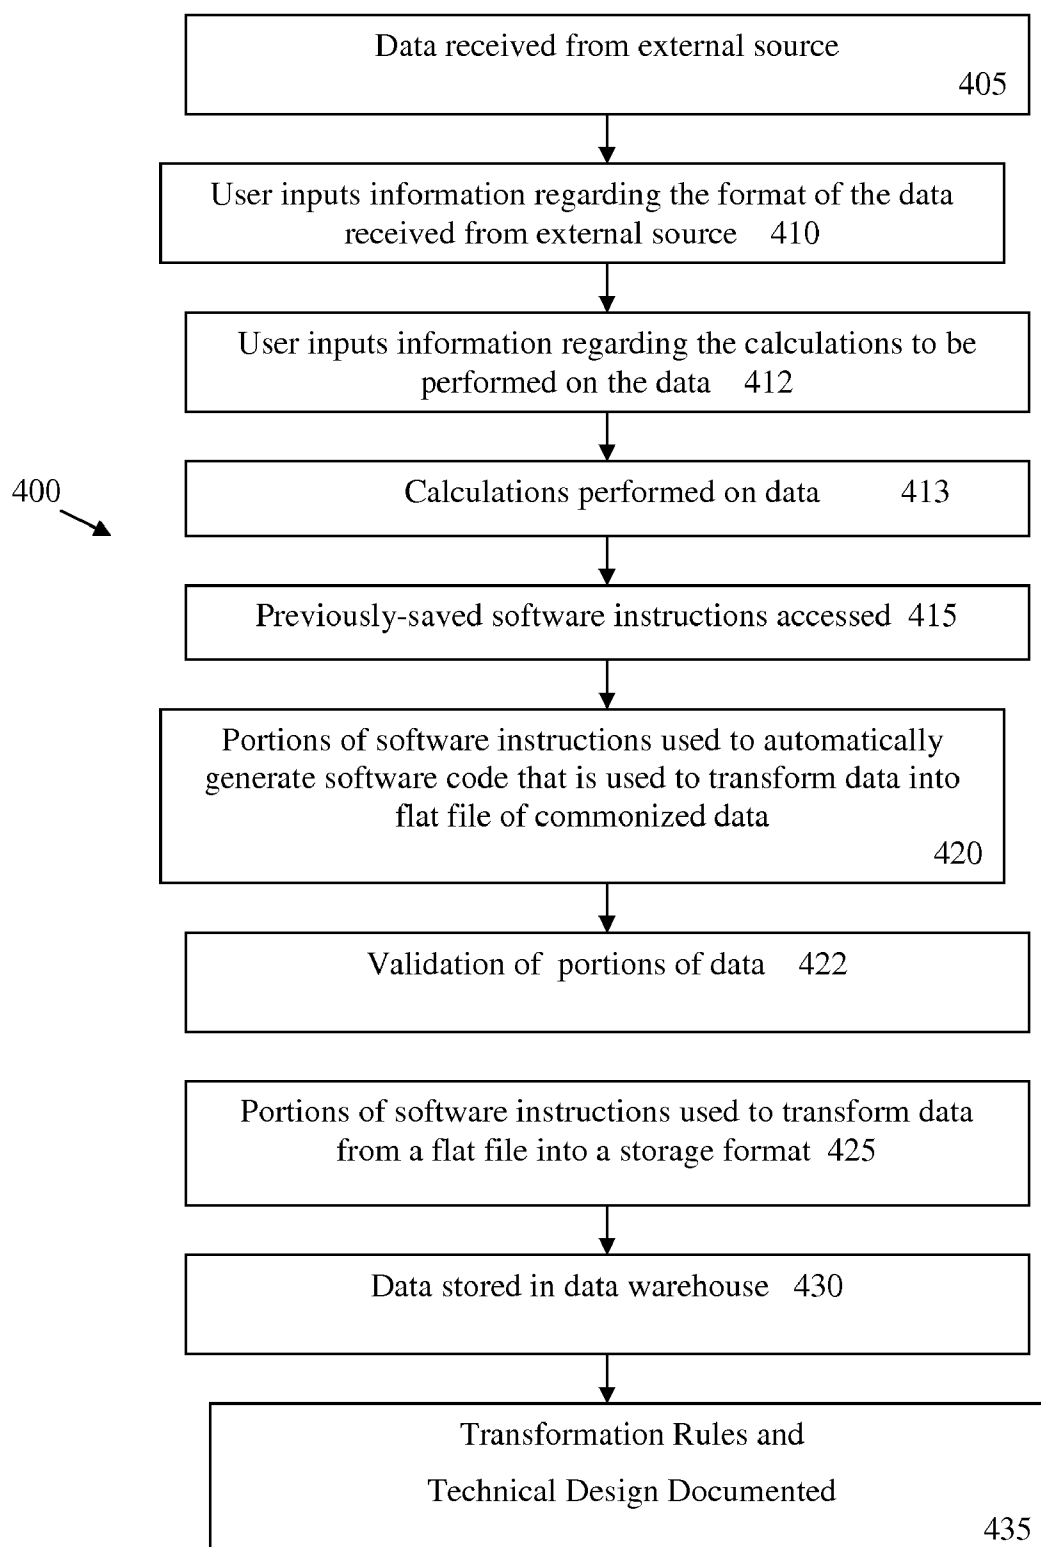 Data received from external source
405
User inputs information regarding the format of the data
received from external source 410
User inputs information regarding the calculations to be
performed on the data 412
400
Calculations performed on data 413
Previously-saved software instructions accessed 415
Portions of software instructions used to automatically
generate software code that is used to transform data into
flat file of commonized data
420
Validation of portions of data 422
Portions of software instructions used to transform data
from a flat file into a storage format 425
Data stored in data warehouse 430
Transformation Rules and
Technical Design Documented
435